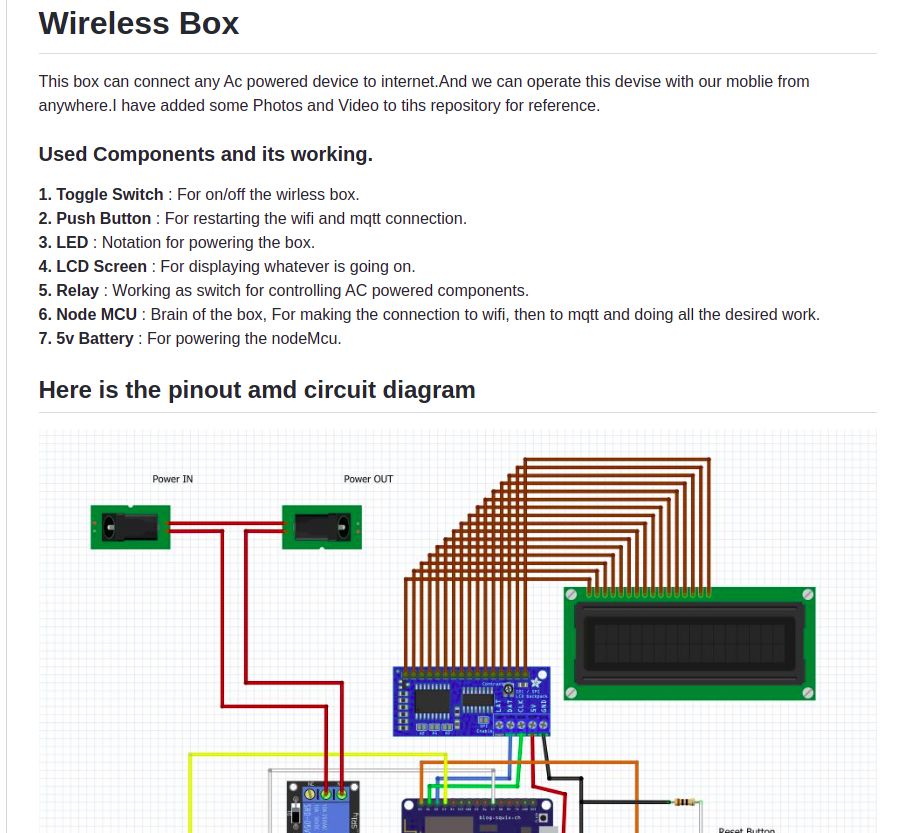 Wireless Box
This box can connect any Ac powered device to internet.And we can operate this devise with our moblie from
anywhere.I have added some Photos and Video to tihs repository for reference.
Used Components and its working.
1. Toggle Switch : For on/off the wirless box.
2. Push Button : For restarting the wifi and mqtt connection.
3. LED : Notation for powering the box.
4. LCD Screen : For displaying whatever is going on.
5. Relay : Working as switch for controlling AC powered components.
6. Node MCU : Brain of the box, For making the connection to wifi, then to mqtt and doing all the desired work.
7. 5v Battery : For powering the nodeMcu.
Here is the pinout amd circuit diagram
Power IN
Power OUT
Contrast
SPI
LCD Backpack
LAT
DAT
CLK
5V
GND
SPI
Enable
blog.squix.ch
Reset Button